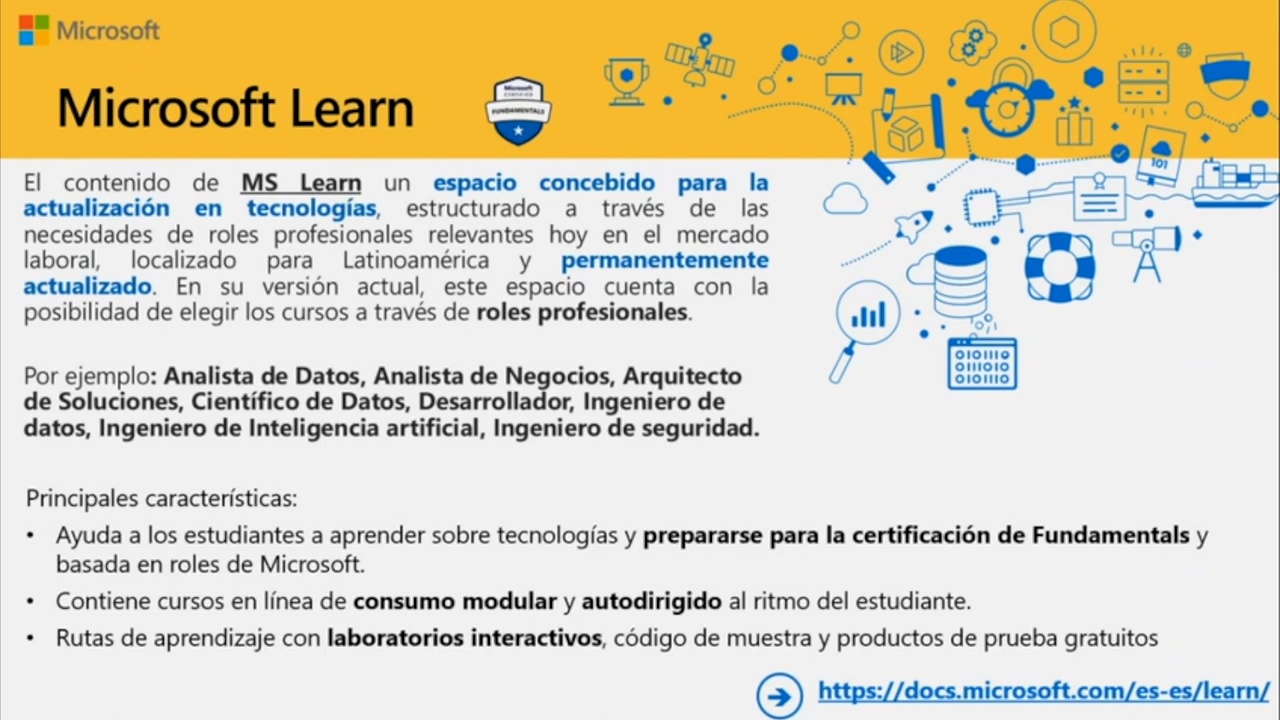 Microsoft
Microsoft Learn
Microsoft
CERTIFIED
FUNDAMENTALS
El contenido de MS Learn un espacio concebido para la
actualización en tecnologías, estructurado a través de las
necesidades de roles profesionales relevantes hoy en el mercado
laboral, localizado para Latinoamérica y permanentemente
actualizado. En su versión actual, este espacio cuenta con la
posibilidad de elegir los cursos a través de roles profesionales.
Por ejemplo: Analista de Datos, Analista de Negocios, Arquitecto
de Soluciones, Científico de Datos, Desarrollador, Ingeniero de
datos, Ingeniero de Inteligencia artificial, Ingeniero de seguridad.
Principales características:
• Ayuda a los estudiantes a aprender sobre tecnologías y prepararse para la certificación de Fundamentals y
basada en roles de Microsoft.
• Contiene cursos en línea de consumo modular y autodirigido al ritmo del estudiante.
• Rutas de aprendizaje con laboratorios interactivos, código de muestra y productos de prueba gratuitos
https://docs.microsoft.com/es-es/learn/
101
0101110
0101110